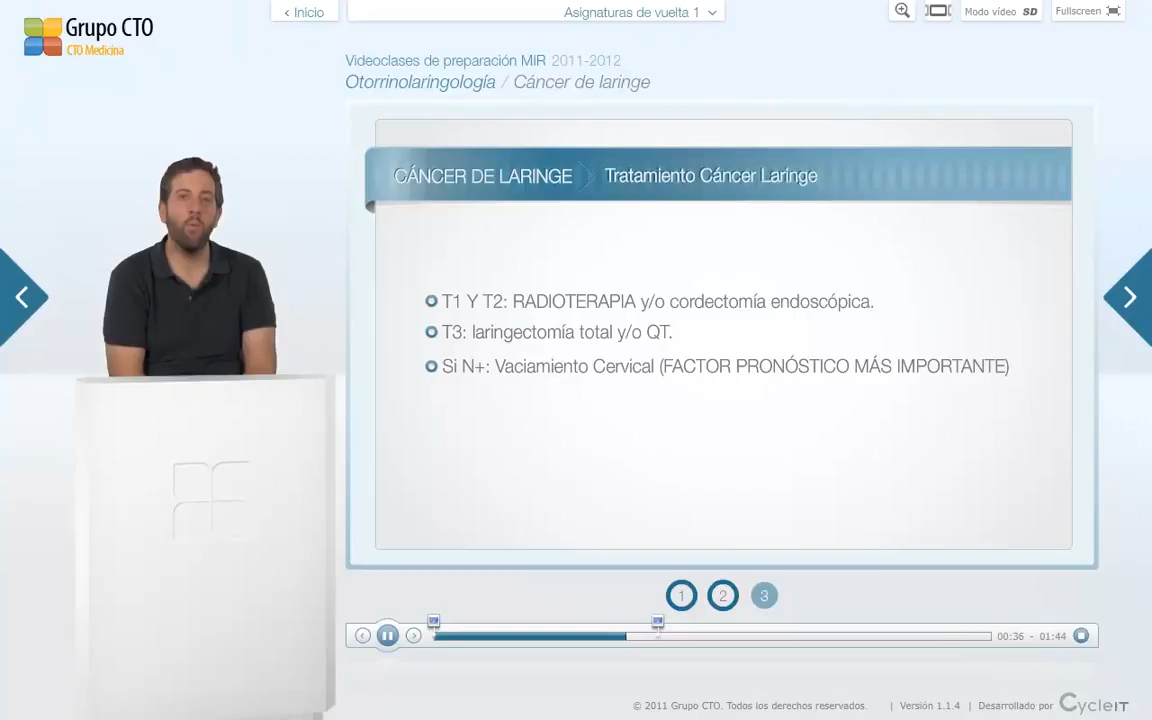 Grupo CTO
CTO Medicina
‹ Inicio
Asignaturas de vuelta 1
Modo vídeo SD
Fullscreen
Videoclases de preparación MIR 2011-2012
Otorrinolaringología / Cáncer de laringe
CÁNCER DE LARINGE Tratamiento Cáncer Laringe
T1 Y T2: RADIOTERAPIA y/o cordectomía endoscópica.
T3: laringectomía total y/o QT.
Si N+: Vaciamiento Cervical (FACTOR PRONÓSTICO MÁS IMPORTANTE)
1 2 3
00:36 - 01:44
© 2011 Grupo CTO. Todos los derechos reservados. | Versión 1.1.4 | Desarrollado por CycleIT